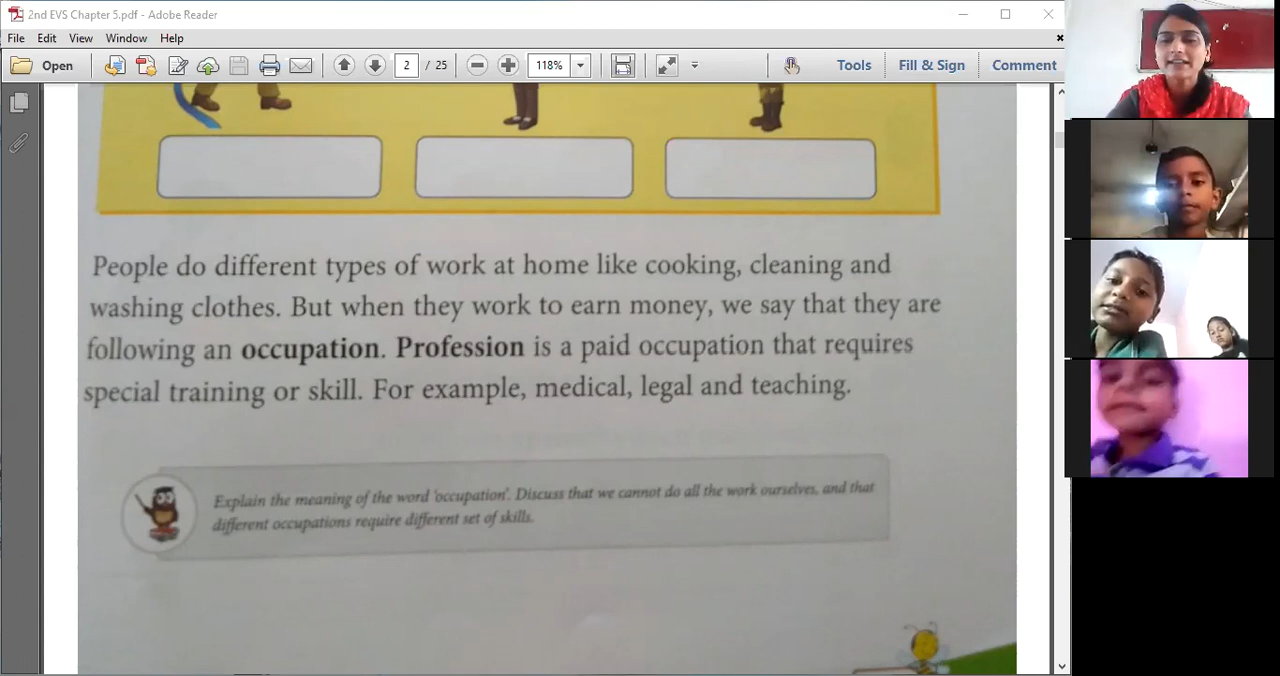 2nd EVS Chapter 5.pdf - Adobe Reader
File Edit View Window Help
Open 2 / 25 118% Tools Fill & Sign Comment
People do different types of work at home like cooking, cleaning and
washing clothes. But when they work to earn money, we say that they are
following an occupation. Profession is a paid occupation that requires
special training or skill. For example, medical, legal and teaching.
Explain the meaning of the word 'occupation'. Discuss that we cannot do all the work ourselves, and that
different occupations require different set of skills.